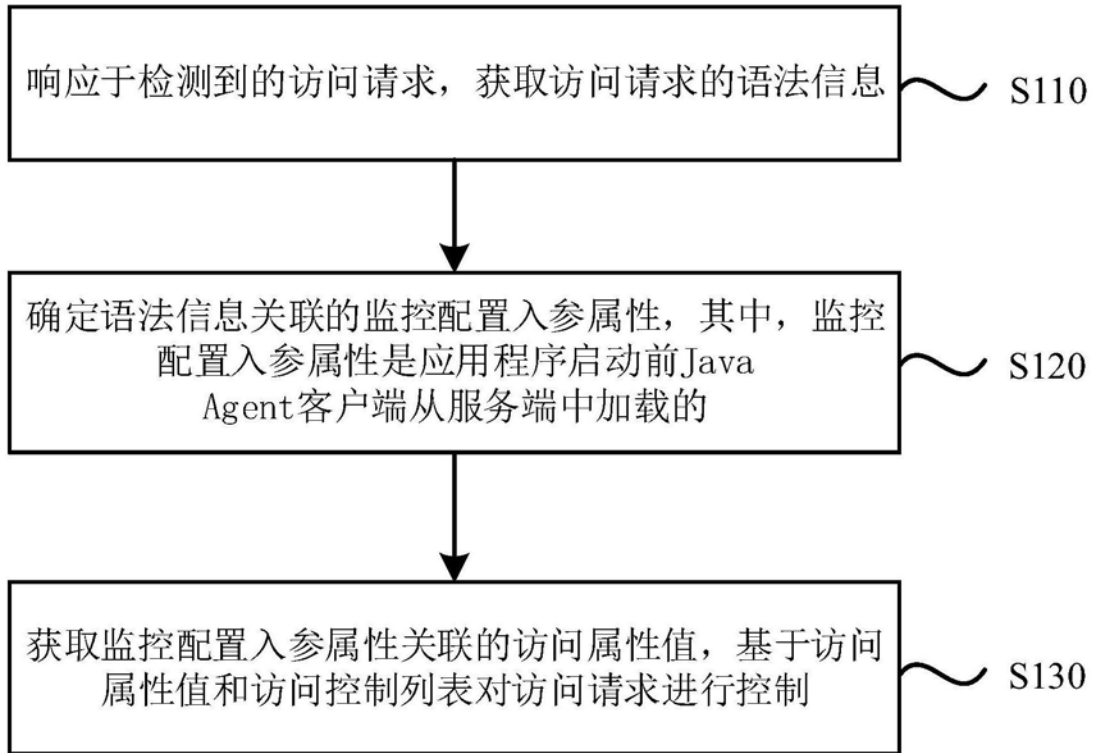 响应于检测到的访问请求，获取访问请求的语法信息
S110
确定语法信息关联的监控配置入参属性，其中，监控
配置入参属性是应用程序启动前Java
Agent客户端从服务端中加载的
S120
获取监控配置入参属性关联的访问属性值，基于访问
属性值和访问控制列表对访问请求进行控制
S130